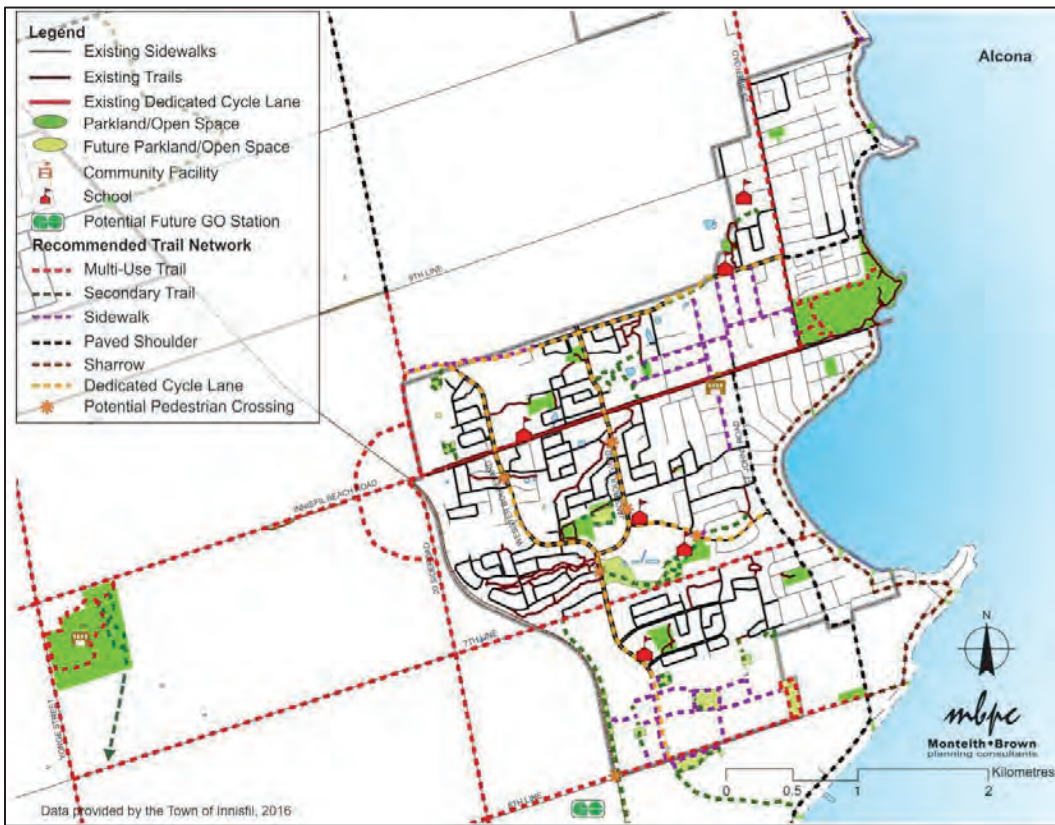 Legend
Existing Sidewalks
Existing Trails
Existing Dedicated Cycle Lane
Parkland/Open Space
Future Parkland/Open Space
Community Facility
School
Potential Future GO Station
Recommended Trail Network
Multi-Use Trail
Secondary Trail
Sidewalk
Paved Shoulder
Sharrow
Dedicated Cycle Lane
Potential Pedestrian Crossing
Alcona
9TH LINE
INNISFIL BEACH ROAD
20 SIDEROAD
7TH LINE
YONGE STREET
6TH LINE
N
mbpc
Monteith•Brown
planning consultants
Kilometres
0 0.5 1 2
Data provided by the Town of Innisfil, 2016